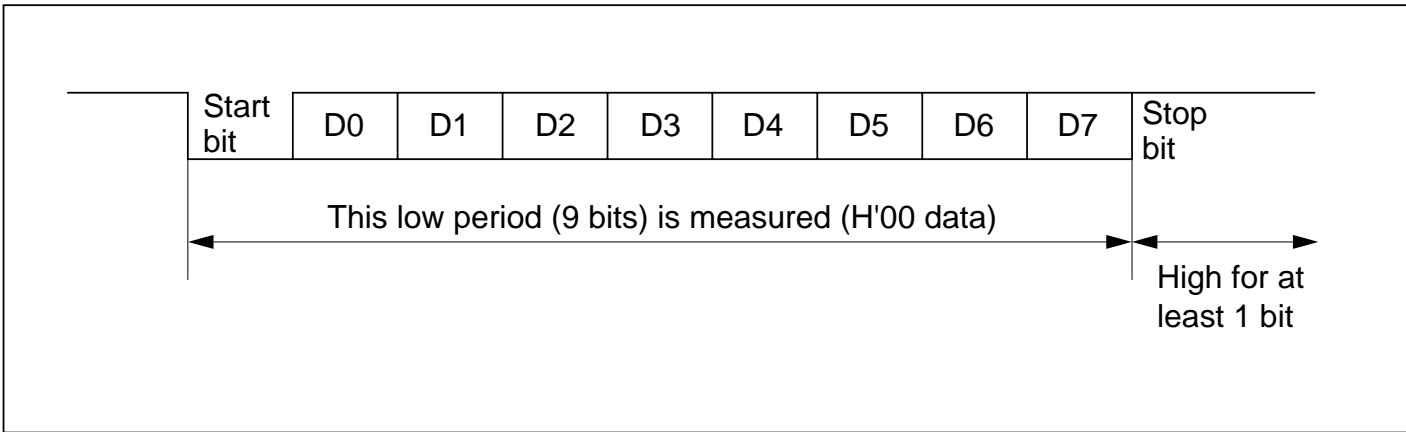 Start
bit
D0 D1 D2 D3 D4 D5 D6 D7
Stop
bit
This low period (9 bits) is measured (H'00 data)
High for at
least 1 bit